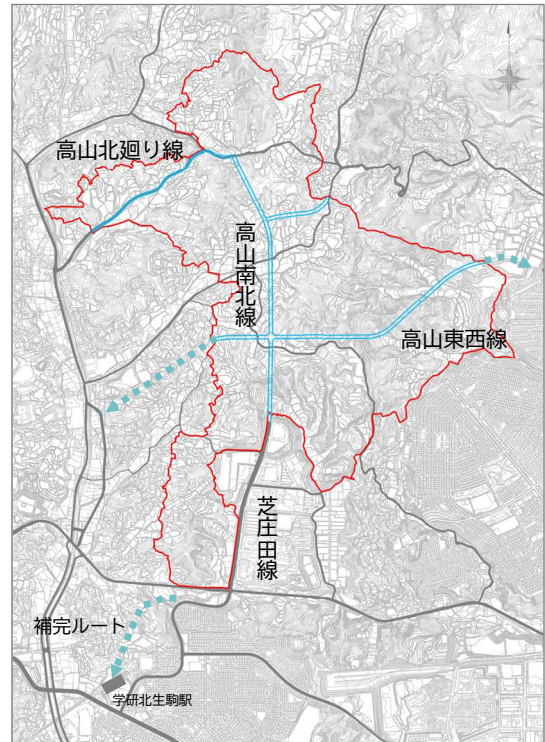 高山北廻り線
高山南北線
高山東西線
芝庄田線
補完ルート
学研北生駒駅